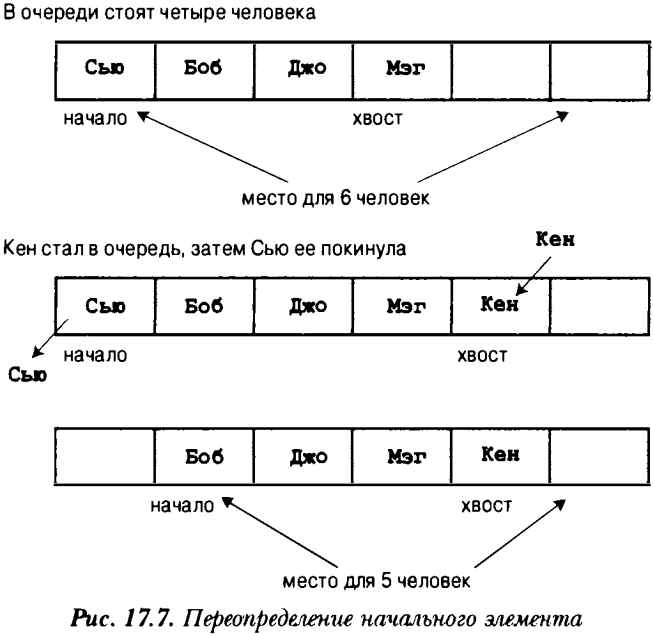 В очереди стоят четыре человека
Сью Боб Джо Мэг
начало хвост
место для 6 человек
Кен стал в очередь, затем Сью ее покинула
Кен
Сью Боб Джо Мэг Кен
начало хвост
Сью
Боб Джо Мэг Кен
начало хвост
место для 5 человек
Рис. 17.7. Переопределение начального элемента